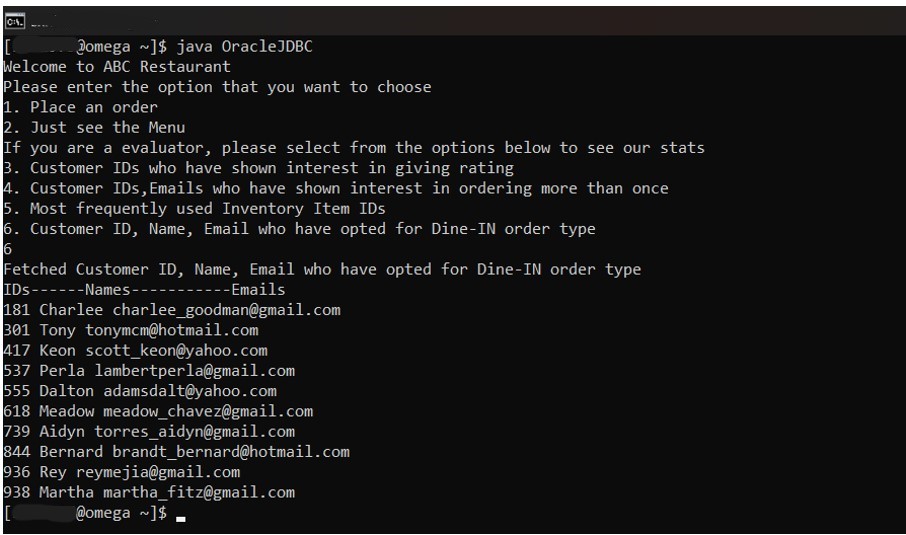 [@omega ~]$ java OracleJDBC
Welcome to ABC Restaurant
Please enter the option that you want to choose
1. Place an order
2. Just see the Menu
If you are a evaluator, please select from the options below to see our stats
3. Customer IDs who have shown interest in giving rating
4. Customer IDs,Emails who have shown interest in ordering more than once
5. Most frequently used Inventory Item IDs
6. Customer ID, Name, Email who have opted for Dine-IN order type
6
Fetched Customer ID, Name, Email who have opted for Dine-IN order type
IDs------Names-----------Emails
181 Charlee charlee_goodman@gmail.com
301 Tony tonymcm@hotmail.com
417 Keon scott_keon@yahoo.com
537 Perla lambertperla@gmail.com
555 Dalton adamsdalt@yahoo.com
618 Meadow meadow_chavez@gmail.com
739 Aidyn torres_aidyn@gmail.com
844 Bernard brandt_bernard@hotmail.com
936 Rey reymejia@gmail.com
938 Martha martha_fitz@gmail.com
[@omega ~]$